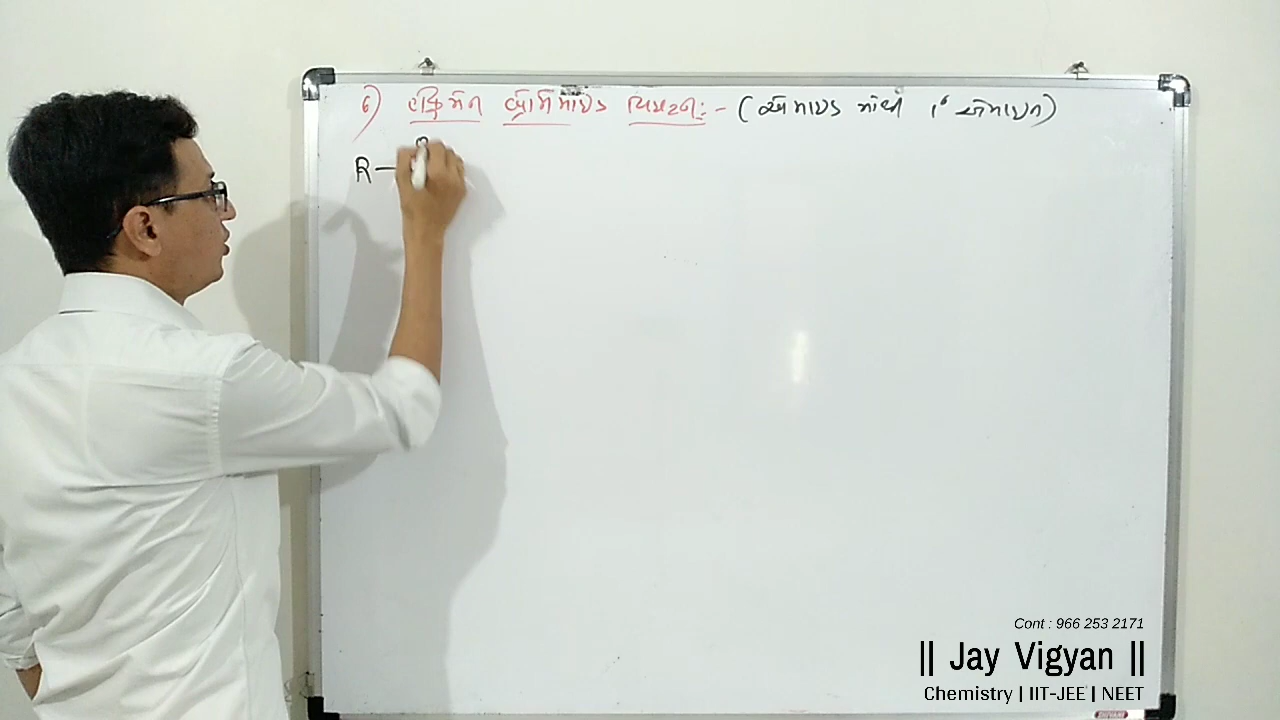 6) હોફમેન બ્રોમામાઇડ વિઘટન :- (એમાઇડ માંથી 1° એમાઇન)
R—
Cont : 966 253 2171
|| Jay Vigyan ||
Chemistry | IIT-JEE | NEET